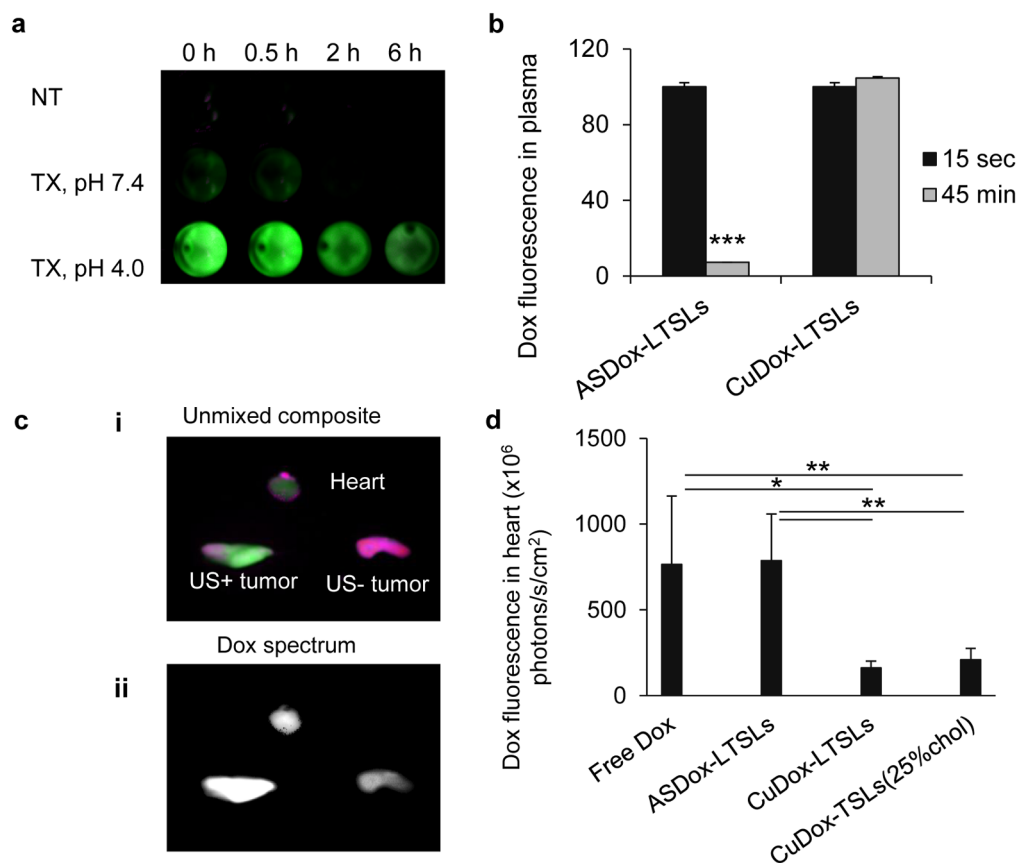 a
0 h 0.5 h 2 h 6 h
NT
TX, pH 7.4
TX, pH 4.0
b
Dox fluorescence in plasma
120
80
40
0
***
15 sec
45 min
ASDox-LTSLs
CuDox-LTSLs
c
i
Unmixed composite
Heart
US+ tumor
US- tumor
Dox spectrum
ii
d
Dox fluorescence in heart (x10⁶
photons/s/cm²)
1500
1000
500
0
**
*
**
Free Dox
ASDox-LTSLs
CuDox-LTSLs
CuDox-TSLs(25%chol)